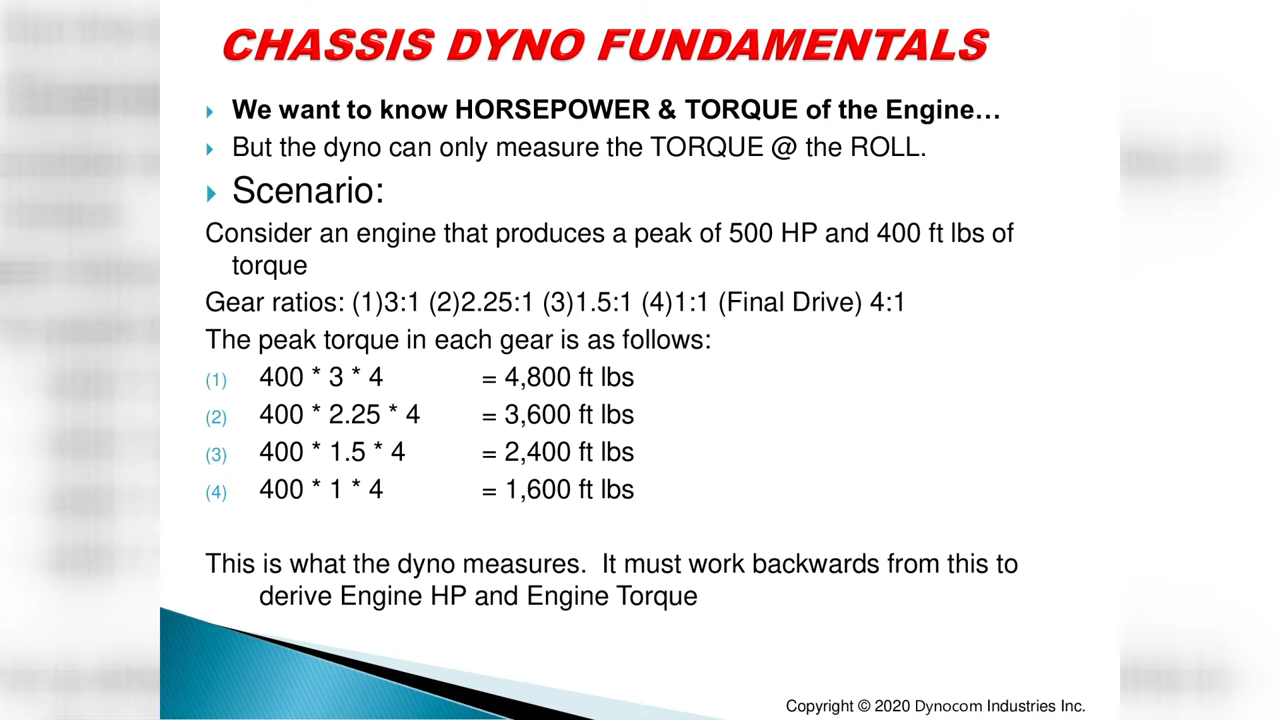 CHASSIS DYNO FUNDAMENTALS
We want to know HORSEPOWER & TORQUE of the Engine…
But the dyno can only measure the TORQUE @ the ROLL.
Scenario:
Consider an engine that produces a peak of 500 HP and 400 ft lbs of
torque
Gear ratios: (1)3:1 (2)2.25:1 (3)1.5:1 (4)1:1 (Final Drive) 4:1
The peak torque in each gear is as follows:
(1) 400 * 3 * 4 = 4,800 ft lbs
(2) 400 * 2.25 * 4 = 3,600 ft lbs
(3) 400 * 1.5 * 4 = 2,400 ft lbs
(4) 400 * 1 * 4 = 1,600 ft lbs
This is what the dyno measures. It must work backwards from this to
derive Engine HP and Engine Torque
Copyright © 2020 Dynocom Industries Inc.